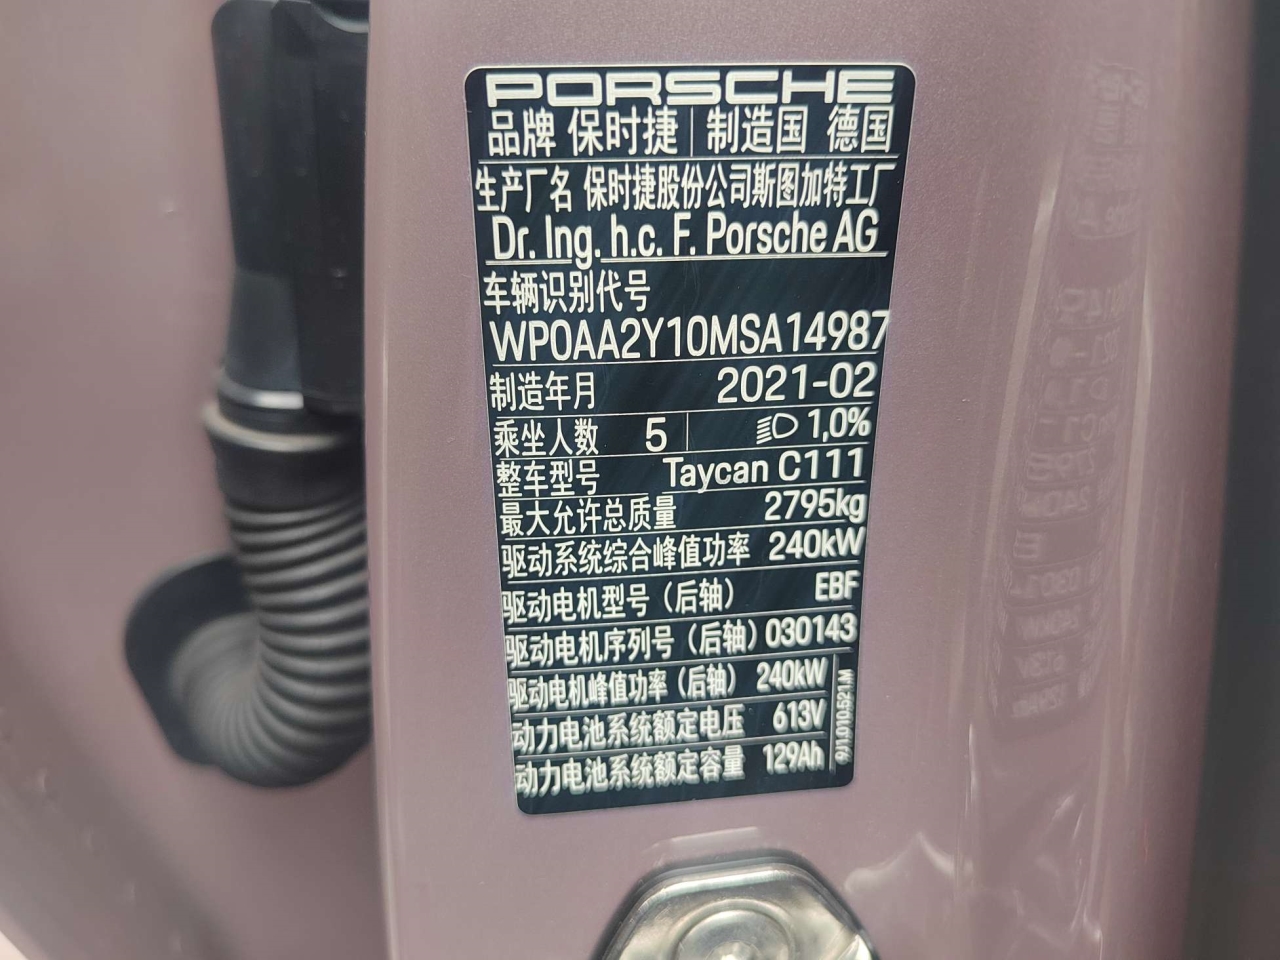 PORSCHE
品牌 保时捷 制造国 德国
生产厂名 保时捷股份公司斯图加特工厂
Dr. Ing. h.c. F. Porsche AG
车辆识别代号
WP0AA2Y10MSA14987
制造年月 2021-02
乘坐人数 5 1,0%
整车型号 Taycan C111
最大允许总质量 2795kg
驱动系统综合峰值功率 240kW
驱动电机型号（后轴） EBF
驱动电机序列号（后轴） 030143
驱动电机峰值功率（后轴） 240kW
动力电池系统额定电压 613V
动力电池系统额定容量 129Ah
9J1.910.521.M